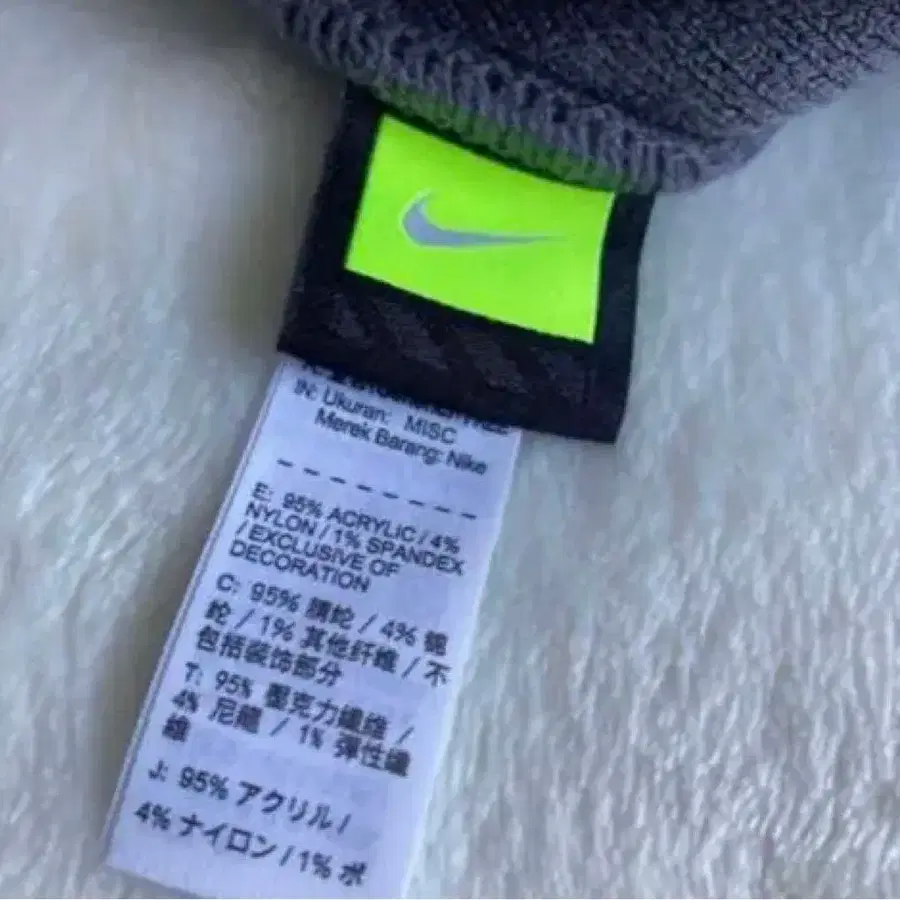 IN: Ukuran: MISC
Merek Barang: Nike
E: 95% ACRYLIC / 4%
NYLON / 1% SPANDEX
/ EXCLUSIVE OF
DECORATION
C: 95% 腈纶 / 4% 锦
纶 / 1% 其他纤维 / 不
包括装饰部分
T: 95% 壓克力纖維 /
4% 尼龍 / 1% 彈性纖
維
J: 95% アクリル /
4% ナイロン / 1% ポ